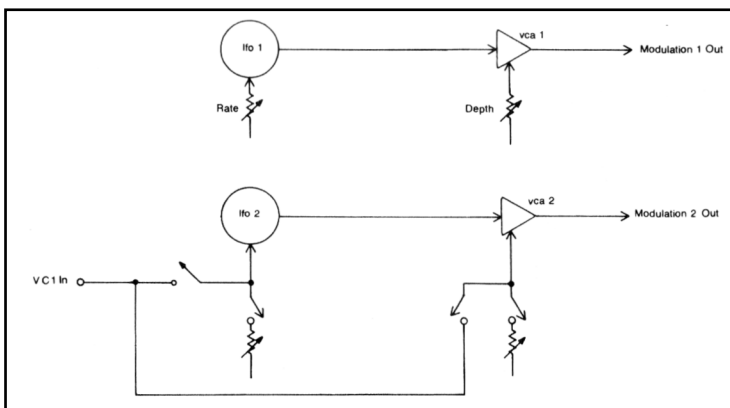 lfo 1
vca 1
Modulation 1 Out
Rate
Depth
lfo 2
vca 2
Modulation 2 Out
VC1 In